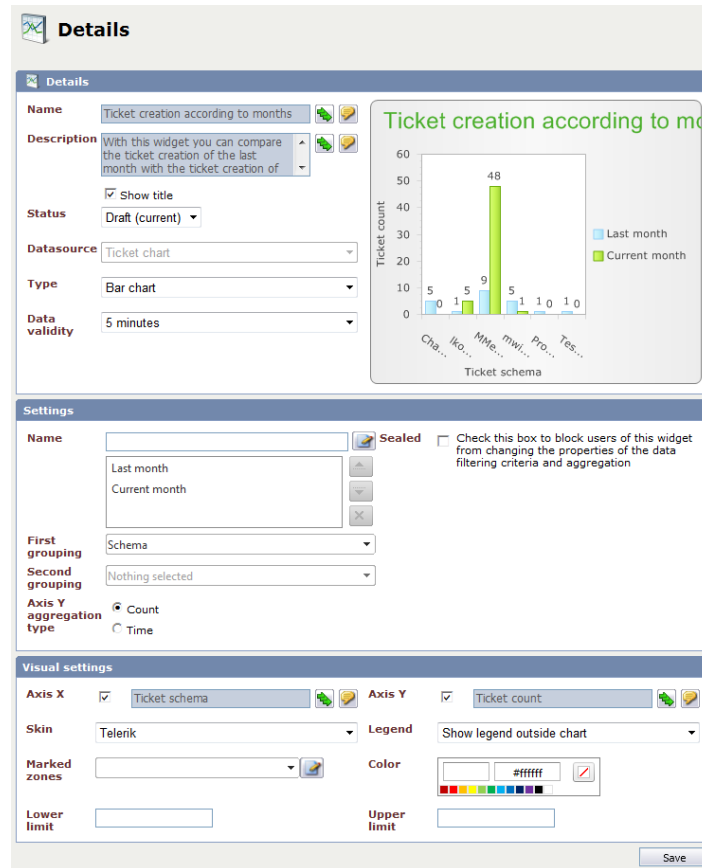 Details
Details
Name
Ticket creation according to months
Description
With this widget you can compare
the ticket creation of the last
month with the ticket creation of
Show title
Status
Draft (current)
Datasource
Ticket chart
Type
Bar chart
Data
validity
5 minutes
Ticket creation according to mo
60
50
40
30
20
10
0
Ticket count
5
0
1
5
9
48
5
1
1
0
1
0
Cha...
Iko...
MMe...
mwi...
Pro...
Tes...
Ticket schema
Last month
Current month
Settings
Name
Last month
Current month
Sealed
Check this box to block users of this widget
from changing the properties of the data
filtering criteria and aggregation
First
grouping
Schema
Second
grouping
Nothing selected
Axis Y
aggregation
type
Count
Time
Visual settings
Axis X
Ticket schema
Axis Y
Ticket count
Skin
Telerik
Legend
Show legend outside chart
Marked
zones
Color
#ffffff
Lower
limit
Upper
limit
Save